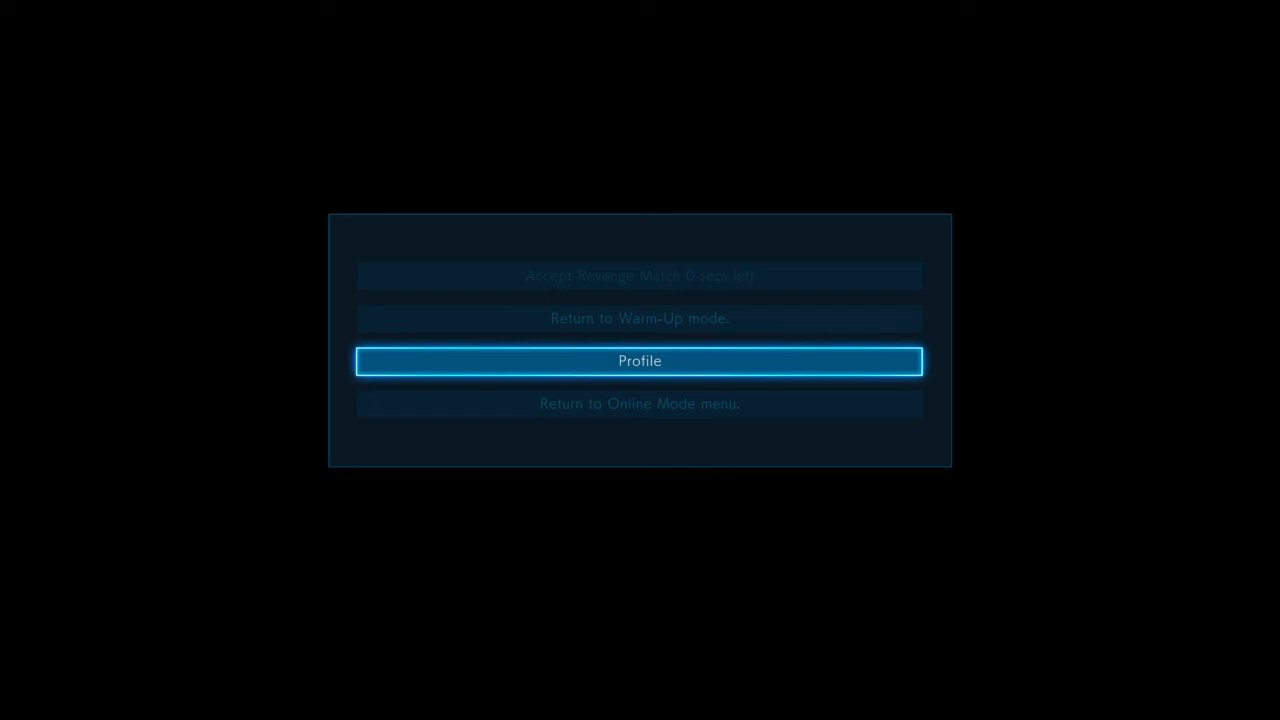 Accept Revenge Match 0 secs left
Return to Warm-Up mode.
Profile
Return to Online Mode menu.